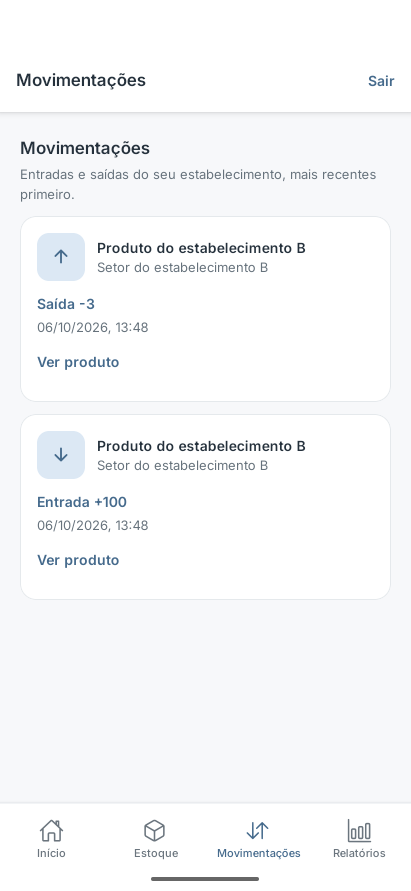 Movimentações
Sair
Movimentações
Entradas e saídas do seu estabelecimento, mais recentes
primeiro.
Produto do estabelecimento B
Setor do estabelecimento B
Saída -3
06/10/2026, 13:48
Ver produto
Produto do estabelecimento B
Setor do estabelecimento B
Entrada +100
06/10/2026, 13:48
Ver produto
Início
Estoque
Movimentações
Relatórios